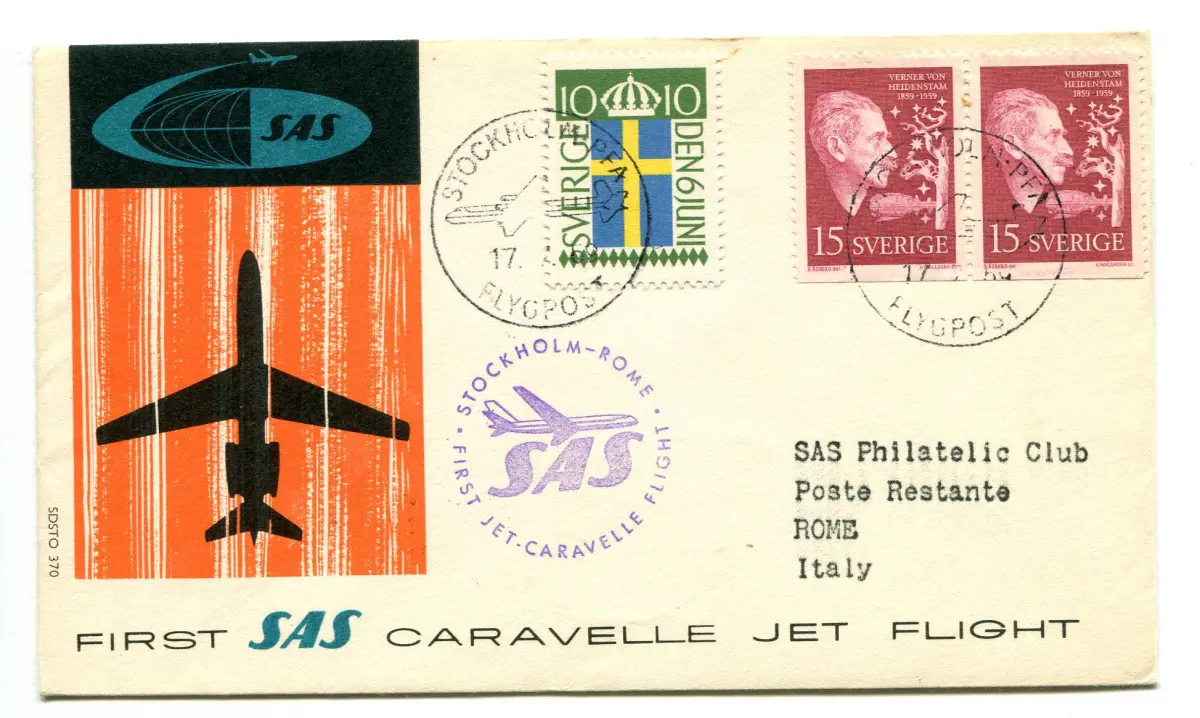 SAS
10 10
SVERIGE
DEN 6 JUNI
VERNER VON
HEIDENSTAM
1859-1959
15 SVERIGE
VERNER VON
HEIDENSTAM
1859-1959
15 SVERIGE
STOCKHOLM-PFA
17.
FLYGPOST
FLYGPOST
• STOCKHOLM–ROME •
SAS
FIRST JET-CARAVELLE FLIGHT
SAS Philatelic Club
Poste Restante
ROME
Italy
SDSTO 370
FIRST SAS CARAVELLE JET FLIGHT